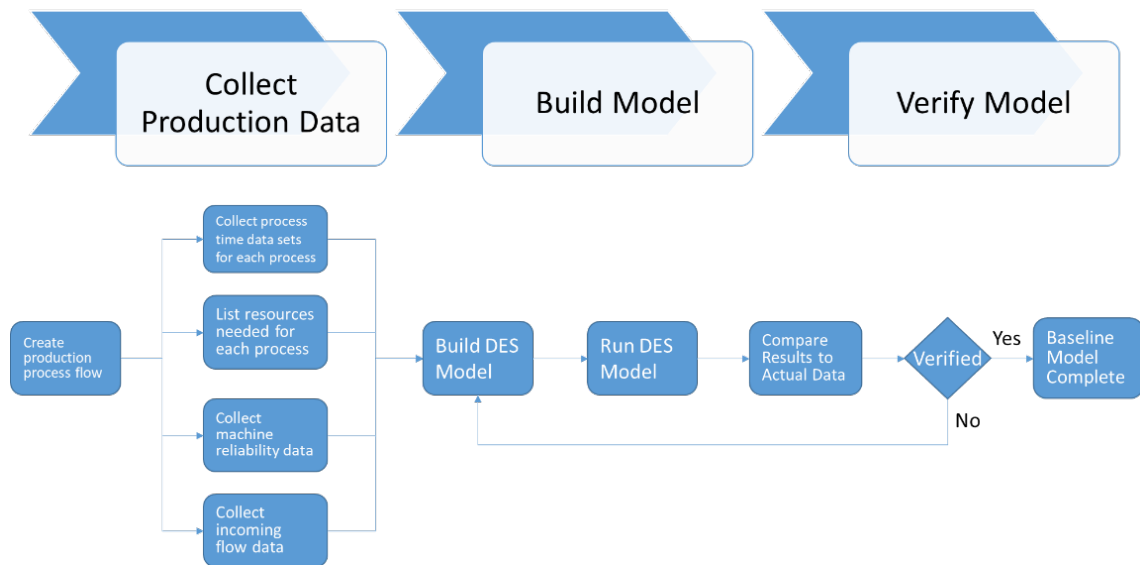 Collect
Production Data
Build Model
Verify Model
Collect process
time data sets
for each process
List resources
needed for
each process
Create
production
process flow
Build DES
Model
Run DES
Model
Compare
Results to
Actual Data
Verified
Yes
No
Baseline
Model
Complete
Collect
machine
reliability data
Collect
incoming
flow data